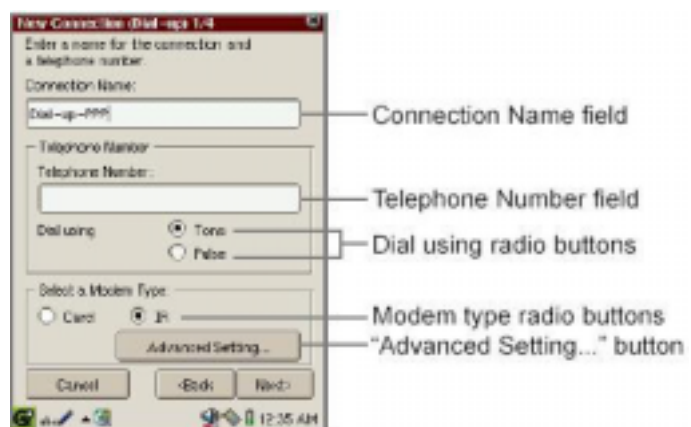 New Connection (Dial-up) 1/4
Enter a name for the connection and
a telephone number.
Connection Name:
Dial-up-PPP
Connection Name field
Telephone Number
Telephone Number:
Telephone Number field
Dial using
Tone
Pulse
Dial using radio buttons
Select a Modem Type:
Card
IR
Modem type radio buttons
Advanced Setting...
"Advanced Setting..." button
Cancel
<Back
Next>
12:35 AM